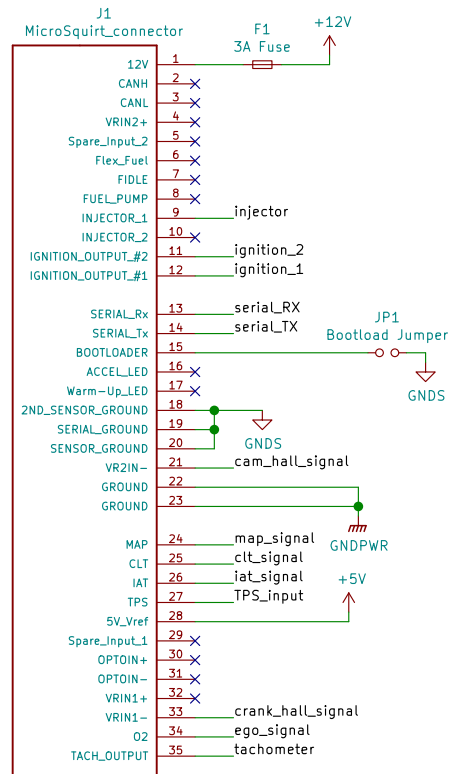 J1
MicroSquirt_connector
F1
3A Fuse
+12V
12V 1
CANH 2
CANL 3
VRIN2+ 4
Spare_Input_2 5
Flex_Fuel 6
FIDLE 7
FUEL_PUMP 8
INJECTOR_1 9 injector
INJECTOR_2 10
IGNITION_OUTPUT_#2 11 ignition_2
IGNITION_OUTPUT_#1 12 ignition_1
SERIAL_Rx 13 serial_RX
SERIAL_Tx 14 serial_TX
JP1
Bootload Jumper
BOOTLOADER 15
ACCEL_LED 16
Warm-Up_LED 17
GNDS
2ND_SENSOR_GROUND 18
SERIAL_GROUND 19
GNDS
SENSOR_GROUND 20
VR2IN- 21 cam_hall_signal
GROUND 22
GROUND 23
GNDPWR
MAP 24 map_signal
CLT 25 clt_signal
IAT 26 iat_signal
+5V
TPS 27 TPS_input
5V_Vref 28
Spare_Input_1 29
OPTOIN+ 30
OPTOIN- 31
VRIN1+ 32
VRIN1- 33 crank_hall_signal
O2 34 ego_signal
TACH_OUTPUT 35 tachometer